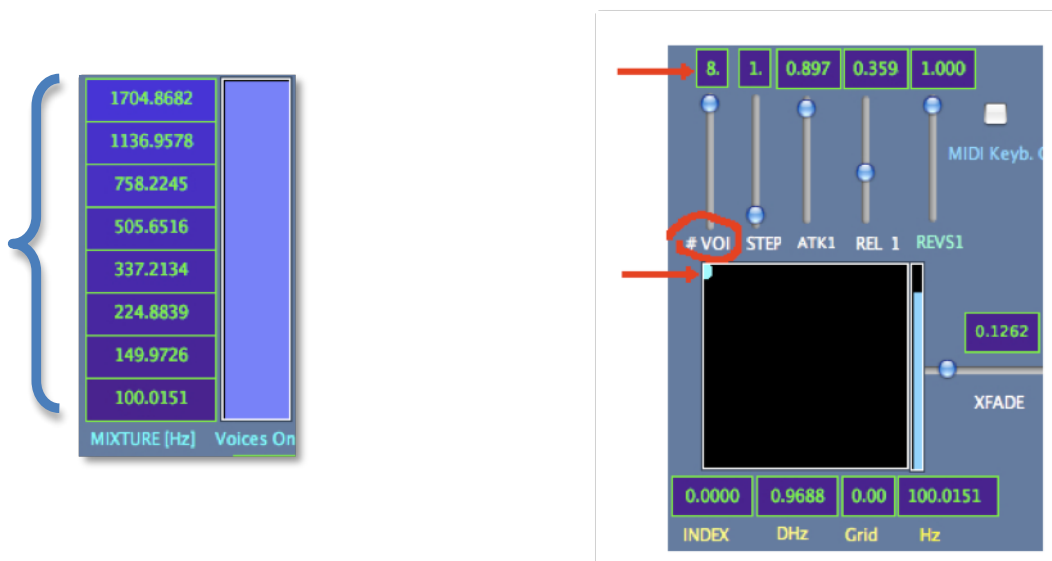 1704.8682
1136.9578
758.2245
505.6516
337.2134
224.8839
149.9726
100.0151
MIXTURE [Hz] Voices On
8. 1. 0.897 0.359 1.000
MIDI Keyb.
# VOI STEP ATK1 REL 1 REVS1
0.1262
XFADE
0.0000 0.9688 0.00 100.0151
INDEX DHz Grid Hz